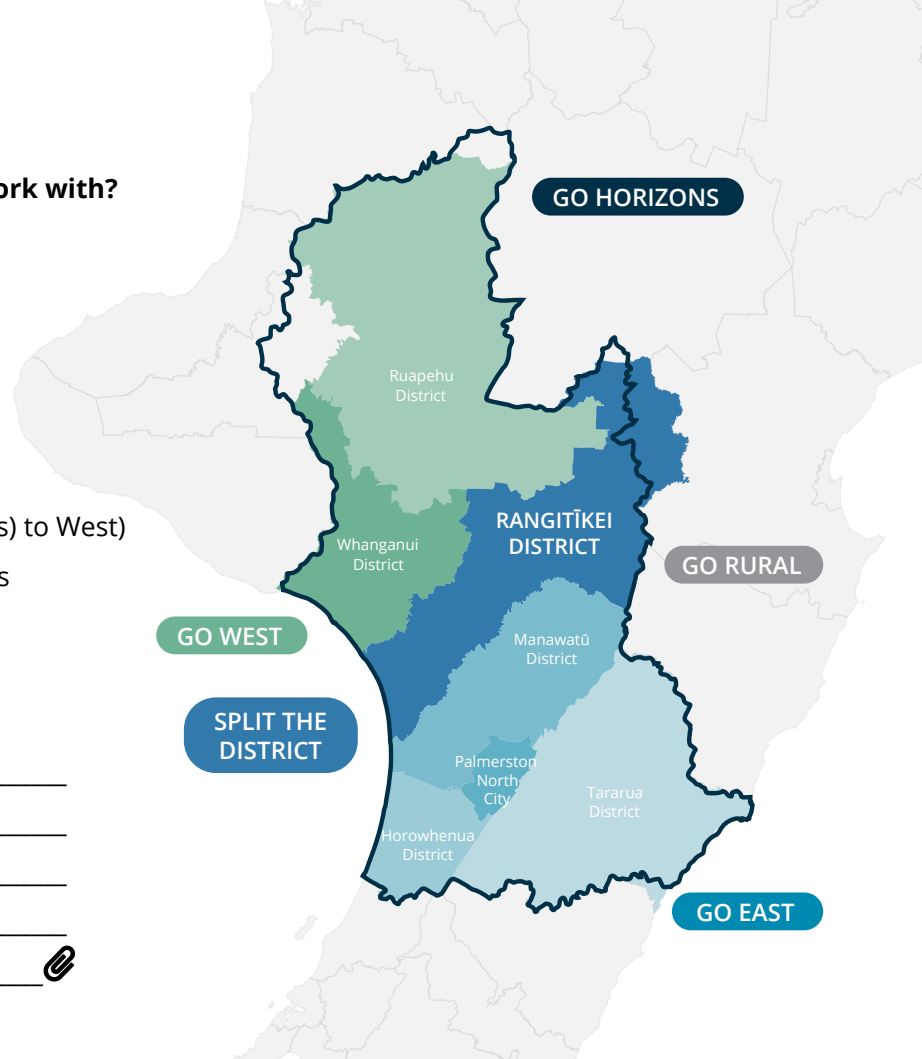 ork with?
GO HORIZONS
Ruapehu
District
s) to West)
RANGITĪKEI
DISTRICT
Whanganui
District
GO RURAL
s
GO WEST
Manawatū
District
SPLIT THE
DISTRICT
Palmerston
North
City
Tararua
District
Horowhenua
District
GO EAST